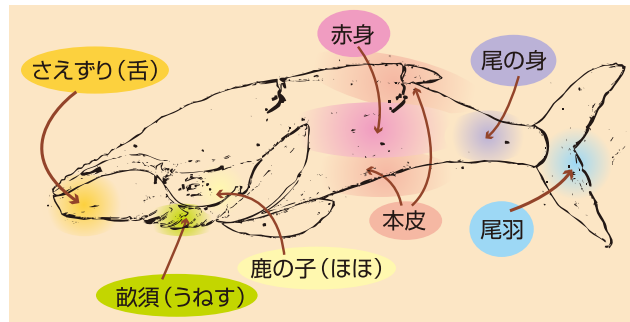 赤身
さえずり(舌)
尾の身
本皮
尾羽
鹿の子(ほほ)
畝須(うねす)